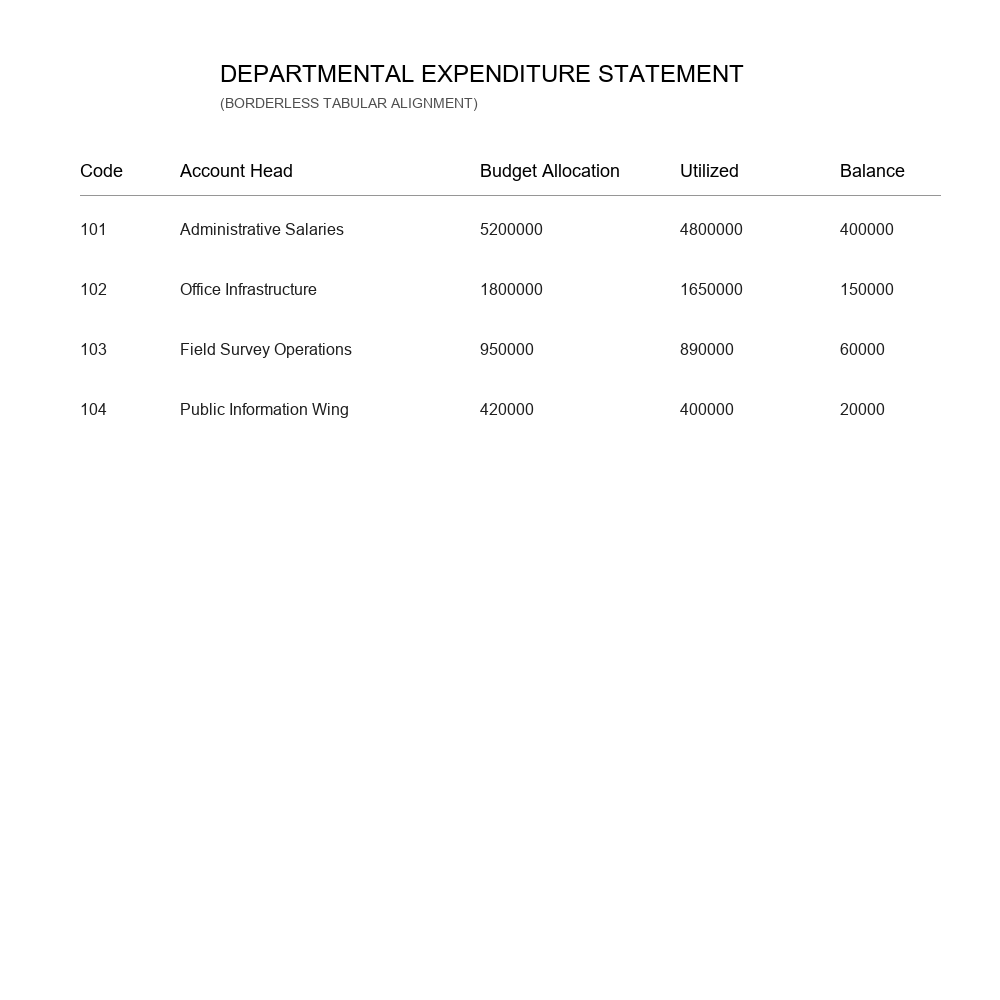 DEPARTMENTAL EXPENDITURE STATEMENT
(BORDERLESS TABULAR ALIGNMENT)
Code Account Head Budget Allocation Utilized Balance
101 Administrative Salaries 5200000 4800000 400000
102 Office Infrastructure 1800000 1650000 150000
103 Field Survey Operations 950000 890000 60000
104 Public Information Wing 420000 400000 20000